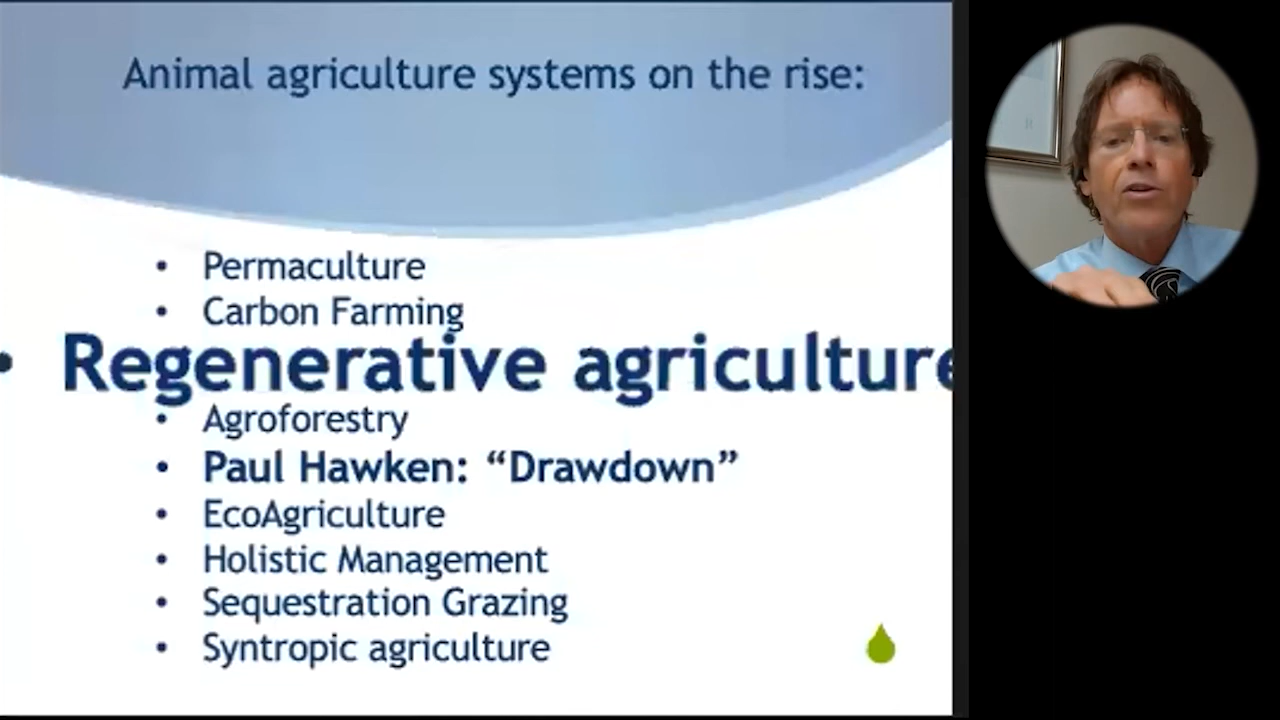 Animal agriculture systems on the rise:
• Permaculture
• Carbon Farming
• Regenerative agriculture
• Agroforestry
• Paul Hawken: “Drawdown”
• EcoAgriculture
• Holistic Management
• Sequestration Grazing
• Syntropic agriculture